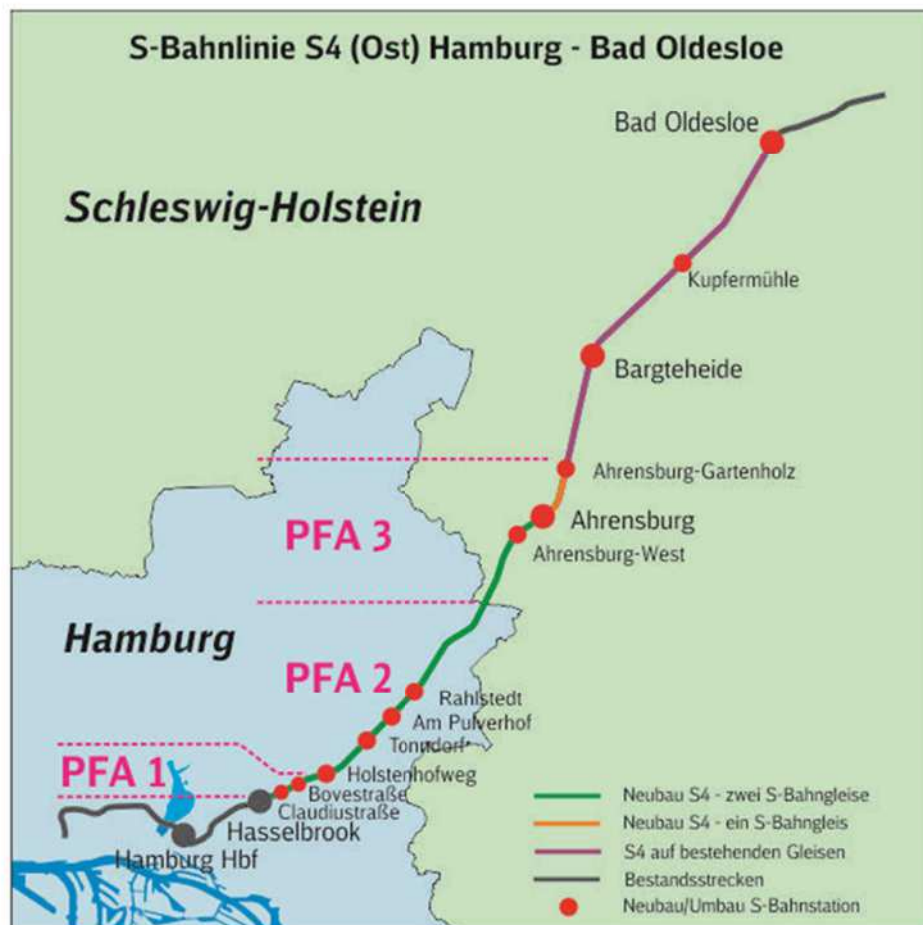 S-Bahnlinie S4 (Ost) Hamburg - Bad Oldesloe
Bad Oldesloe
Schleswig-Holstein
Kupfermühle
Bargteheide
Ahrensburg-Gartenholz
PFA 3
Ahrensburg
Ahrensburg-West
Hamburg
PFA 2
Rahlstedt
Am Pulverhof
Tonndorf
PFA 1
Holstenhofweg
Bovestraße
Claudiustraße
Hasselbrook
Hamburg Hbf
Neubau S4 - zwei S-Bahngleise
Neubau S4 - ein S-Bahngleis
S4 auf bestehenden Gleisen
Bestandsstrecken
Neubau/Umbau S-Bahnstation